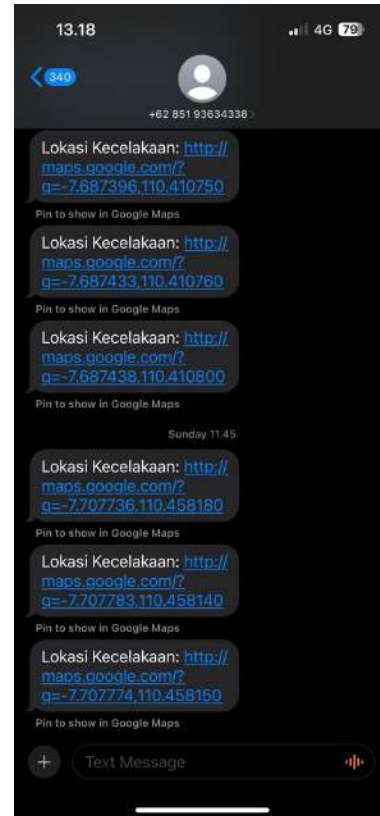 13.18
4G 79
340
+62 851 93634338
Lokasi Kecelakaan: http://
maps.google.com/?
q=-7.687396,110.410750
Pin to show in Google Maps
Lokasi Kecelakaan: http://
maps.google.com/?
q=-7.687433,110.410760
Pin to show in Google Maps
Lokasi Kecelakaan: http://
maps.google.com/?
q=-7.687438,110.410800
Pin to show in Google Maps
Sunday 11.45
Lokasi Kecelakaan: http://
maps.google.com/?
q=-7.707736,110.458180
Pin to show in Google Maps
Lokasi Kecelakaan: http://
maps.google.com/?
q=-7.707783,110.458140
Pin to show in Google Maps
Lokasi Kecelakaan: http://
maps.google.com/?
q=-7.707774,110.458150
Pin to show in Google Maps
Text Message